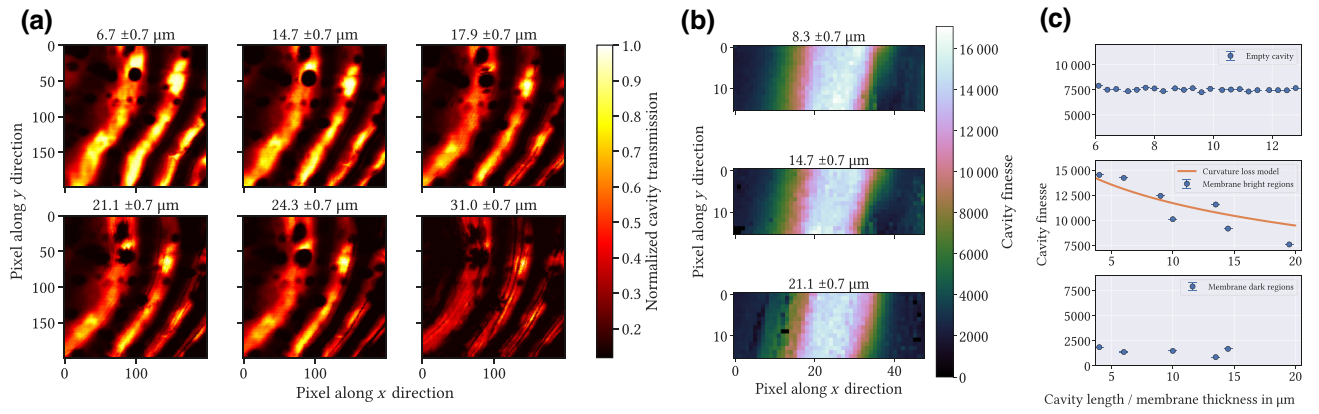 (a)
6.7 ±0.7 µm
14.7 ±0.7 µm
17.9 ±0.7 µm
0
50
100
150
21.1 ±0.7 µm
24.3 ±0.7 µm
31.0 ±0.7 µm
0
50
100
150
0
100
0
100
0
100
Pixel along y direction
Pixel along x direction
1.0
0.9
0.8
0.7
0.6
0.5
0.4
0.3
0.2
Normalized cavity transmission
(b)
8.3 ±0.7 µm
0
10
14.7 ±0.7 µm
0
10
21.1 ±0.7 µm
0
10
0
20
40
Pixel along y direction
Pixel along x direction
16 000
14 000
12 000
10 000
8000
6000
4000
2000
0
Cavity finesse
(c)
Empty cavity
10 000
7500
5000
6
8
10
12
Curvature loss model
Membrane bright regions
15 000
12 500
10 000
7500
5
10
15
20
Cavity finesse
Membrane dark regions
7500
5000
2500
0
5
10
15
20
Cavity length / membrane thickness in µm